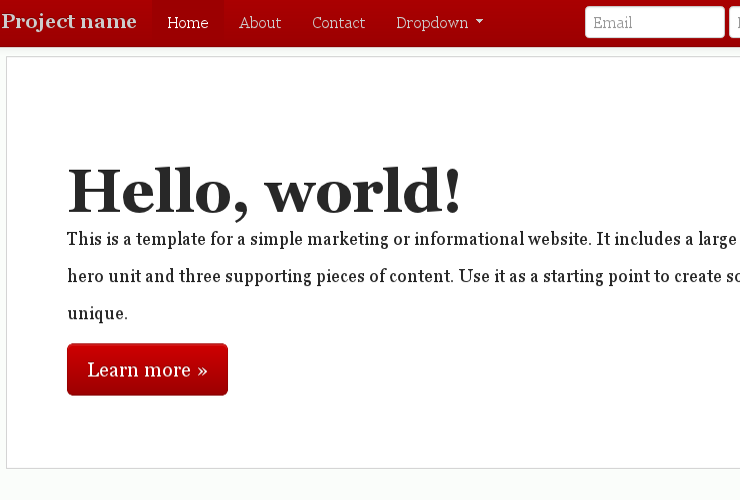 Project name Home About Contact Dropdown Email
Hello, world!
This is a template for a simple marketing or informational website. It includes a large
hero unit and three supporting pieces of content. Use it as a starting point to create
unique.
Learn more »